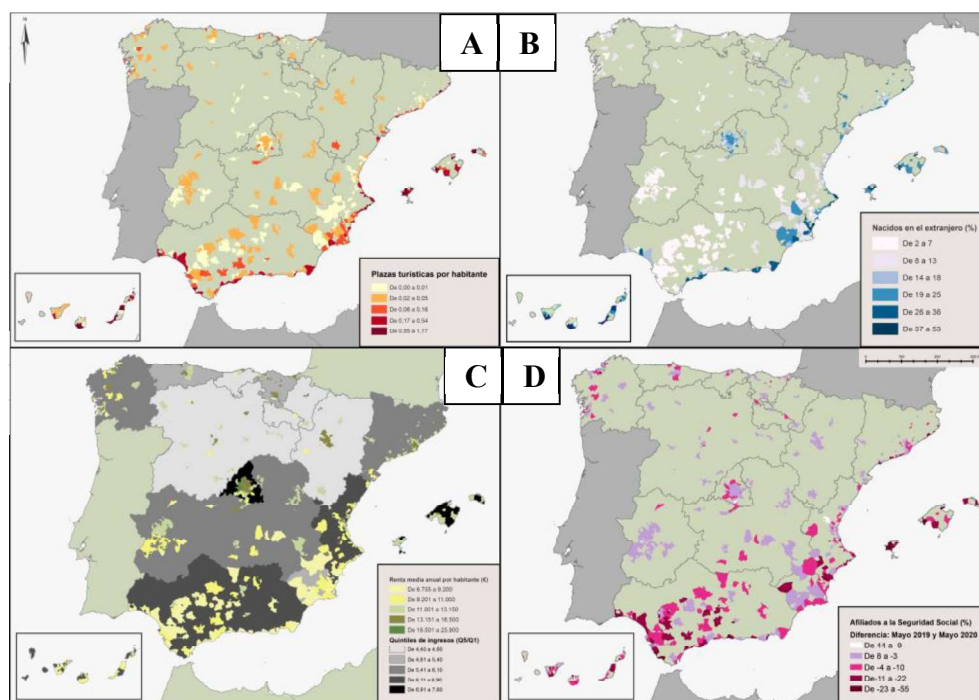 N
A B
Plazas turísticas por habitante
De 0,00 a 0,01
De 0,02 a 0,05
De 0,06 a 0,16
De 0,17 a 0,54
De 0,55 a 1,77
Nacidos en el extranjero (%)
De 2 a 7
De 8 a 13
De 14 a 18
De 19 a 25
De 26 a 36
De 37 a 53
C D
Renta media anual por habitante (€)
De 6.755 a 9.200
De 9.201 a 11.000
De 11.001 a 13.150
De 13.151 a 16.500
De 16.501 a 25.900
Quintiles de ingresos (Q5/Q1)
De 4,40 a 4,80
De 4,81 a 5,40
De 5,41 a 6,10
De 6,11 a 6,90
De 6,91 a 7,80
Afiliados a la Seguridad Social (%)
Diferencia: Mayo 2019 y Mayo 2020
De 8 a -3
De -4 a -10
De -11 a -22
De -23 a -55